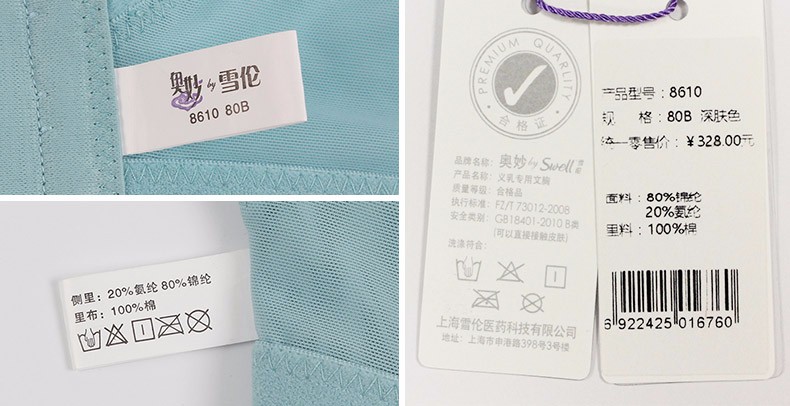 奥妙 by 雪伦
8610 80B
侧里：20%氨纶 80%锦纶
里布：100%棉
PREMIUM QUARLITY
合格证
品牌名称：奥妙 by Swell 雪伦
产品名称：义乳专用文胸
质量等级：合格品
执行标准：FZ/T 73012-2008
安全类别：GB18401-2010 B类
(可以直接接触皮肤)
洗涤符合：
上海雪伦医药科技有限公司
地址：上海市申港路398号3号楼
产品型号：8610
规 格：80B 深肤色
统一零售价：￥328.00元
面料：80%锦纶
20%氨纶
里料：100%棉
6 922425 016760